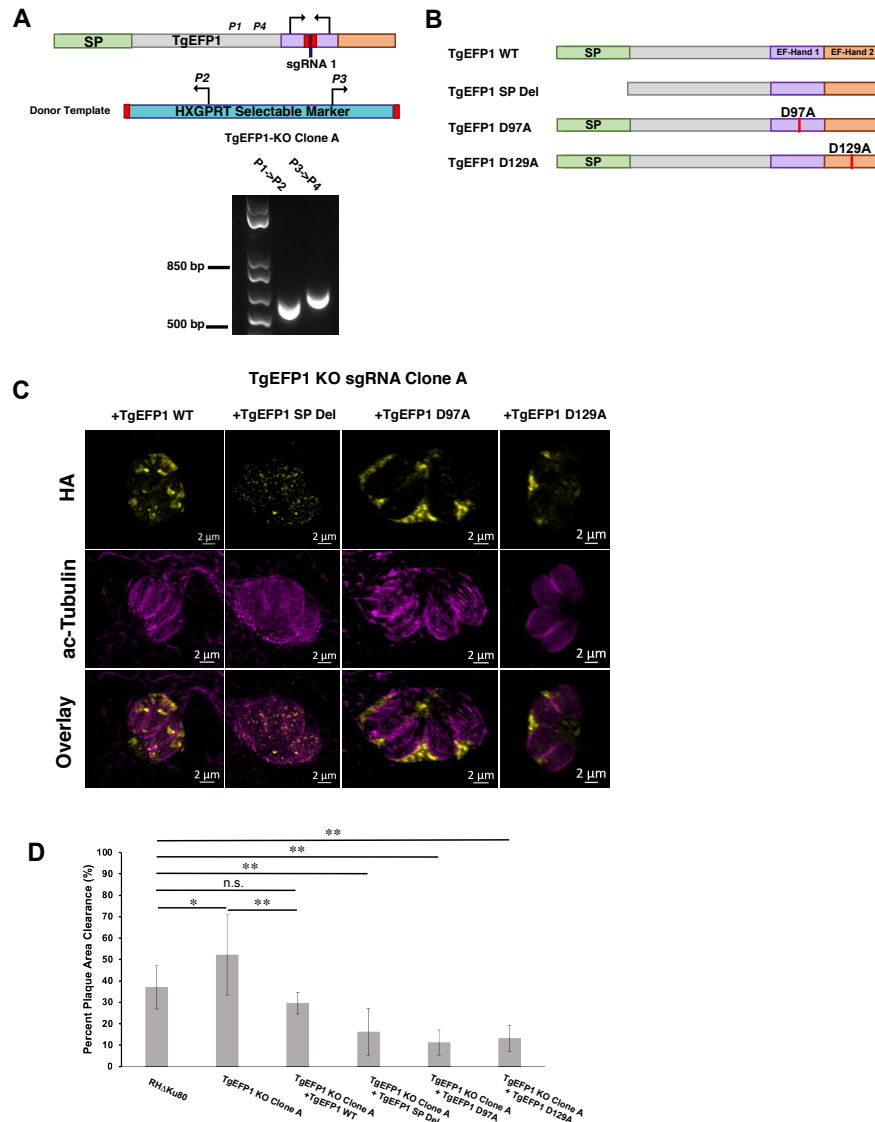 A
P1 P4
SP TgEFP1
sgRNA 1
P2 P3
Donor Template HXGPRT Selectable Marker
TgEFP1-KO Clone A
P1->P2 P3->P4
850 bp
500 bp
B
TgEFP1 WT SP EF-Hand 1 EF-Hand 2
TgEFP1 SP Del
D97A
TgEFP1 D97A SP
D129A
TgEFP1 D129A SP
C
TgEFP1 KO sgRNA Clone A
+TgEFP1 WT +TgEFP1 SP Del +TgEFP1 D97A +TgEFP1 D129A
HA
2 μm 2 μm 2 μm 2 μm
ac-Tubulin
2 μm 2 μm 2 μm 2 μm
Overlay
2 μm 2 μm 2 μm 2 μm
D
**
**
**
n.s.
* **
Percent Plaque Area Clearance (%)
100
90
80
70
60
50
40
30
20
10
0
RHΔKu80
TgEFP1 KO Clone A
TgEFP1 KO Clone A
+TgEFP1 WT
TgEFP1 KO Clone A
+ TgEFP1 SP Del
TgEFP1 KO Clone A
+ TgEFP1 D97A
TgEFP1 KO Clone A
+ TgEFP1 D129A